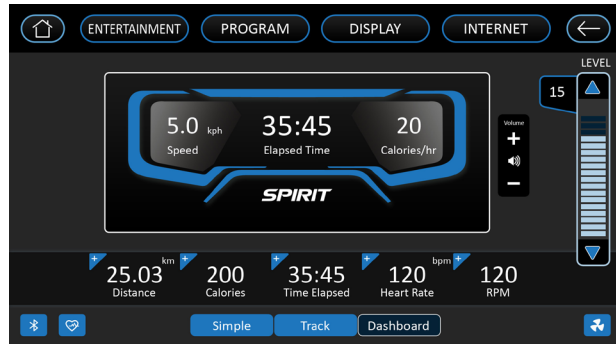 ENTERTAINMENT PROGRAM DISPLAY INTERNET
LEVEL
15
5.0 kph 35:45 20
Speed Elapsed Time Calories/hr
Volume
+
−
SPIRIT
+ km + + + bpm +
25.03 200 35:45 120 120
Distance Calories Time Elapsed Heart Rate RPM
Simple Track Dashboard